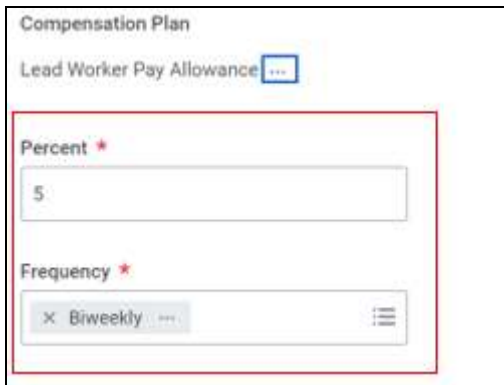 Compensation Plan
Lead Worker Pay Allowance ...
Percent *
5
Frequency *
× Biweekly ...